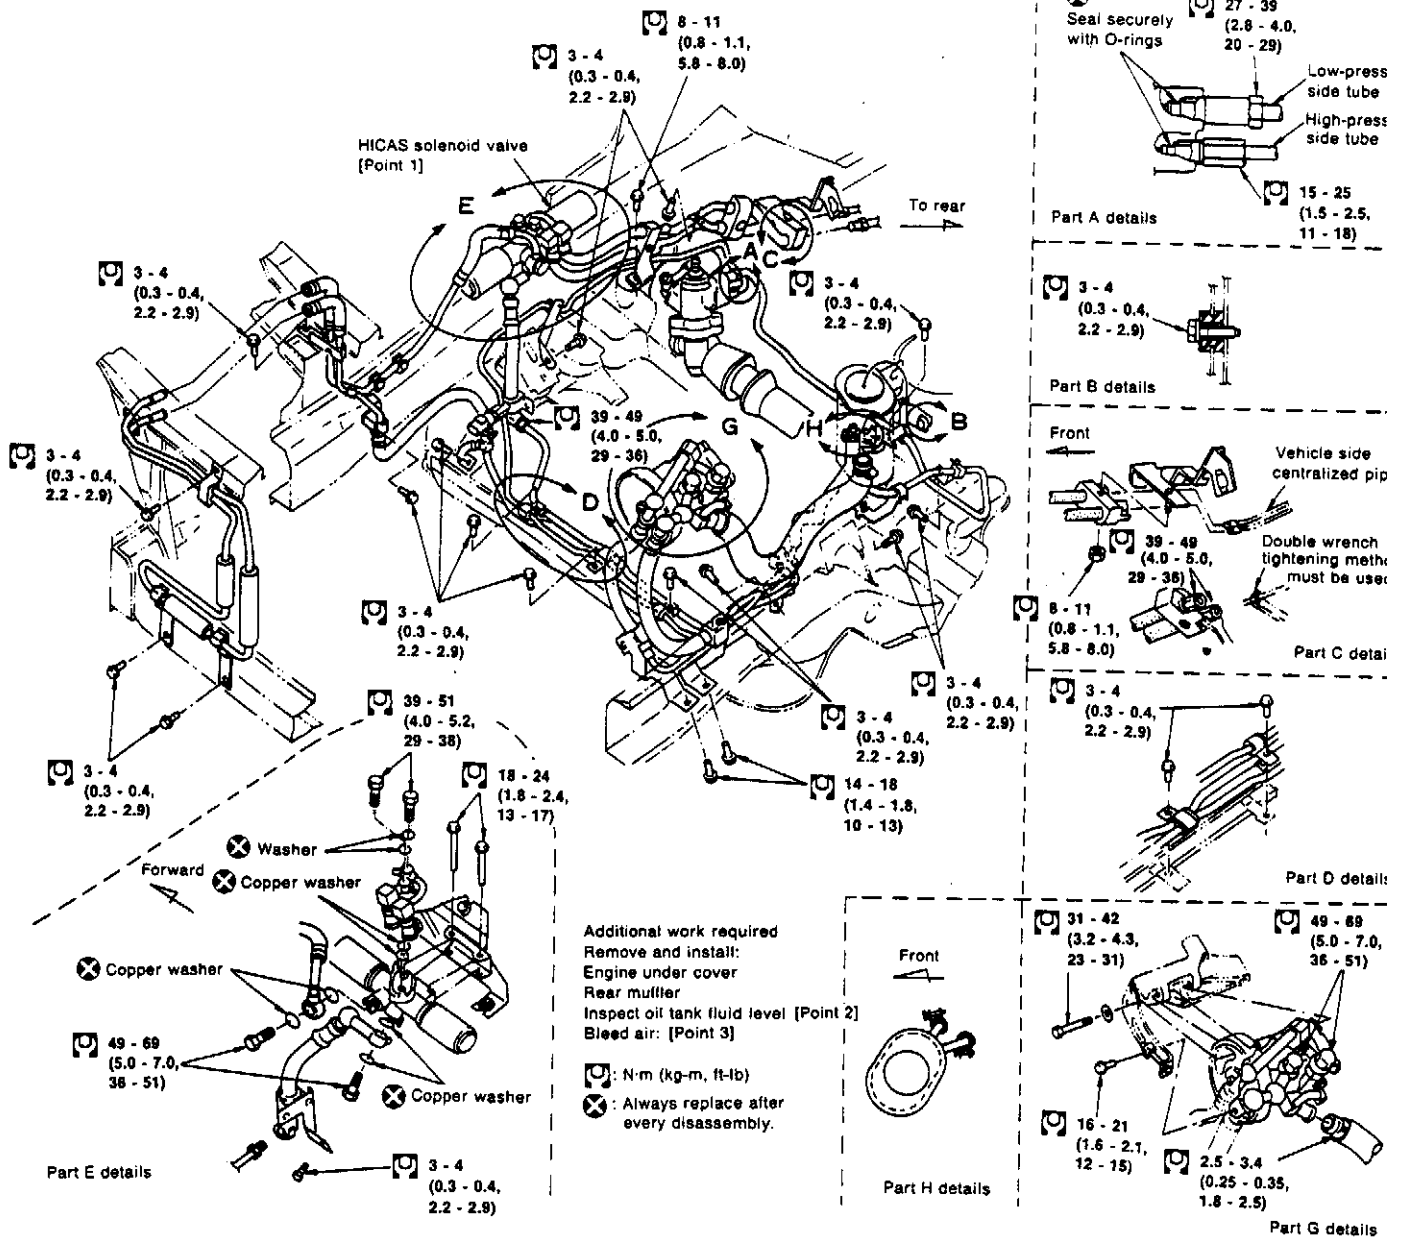 8 - 11
(0.8 - 1.1,
5.8 - 8.0)
3 - 4
(0.3 - 0.4,
2.2 - 2.9)
HICAS solenoid valve
[Point 1]
E
To rear
A
C
3 - 4
(0.3 - 0.4,
2.2 - 2.9)
3 - 4
(0.3 - 0.4,
2.2 - 2.9)
39 - 49
(4.0 - 5.0,
29 - 36)
G
H
B
3 - 4
(0.3 - 0.4,
2.2 - 2.9)
D
3 - 4
(0.3 - 0.4,
2.2 - 2.9)
3 - 4
(0.3 - 0.4,
2.2 - 2.9)
3 - 4
(0.3 - 0.4,
2.2 - 2.9)
14 - 18
(1.4 - 1.8,
10 - 13)
3 - 4
(0.3 - 0.4,
2.2 - 2.9)
39 - 51
(4.0 - 5.2,
29 - 38)
18 - 24
(1.8 - 2.4,
13 - 17)
Washer
Forward
Copper washer
Copper washer
49 - 69
(5.0 - 7.0,
36 - 51)
Copper washer
Part E details
3 - 4
(0.3 - 0.4,
2.2 - 2.9)
Additional work required
Remove and install:
Engine under cover
Rear muffler
Inspect oil tank fluid level [Point 2]
Bleed air: [Point 3]
: N·m (kg-m, ft-lb)
: Always replace after
every disassembly.
Front
Part H details
Seal securely
with O-rings
27 - 39
(2.8 - 4.0,
20 - 29)
Low-press
side tube
High-press
side tube
15 - 25
(1.5 - 2.5,
11 - 18)
Part A details
3 - 4
(0.3 - 0.4,
2.2 - 2.9)
Part B details
Front
Vehicle side
centralized pip
39 - 49
(4.0 - 5.0,
29 - 36)
Double wrench
tightening metho
must be used
8 - 11
(0.8 - 1.1,
5.8 - 8.0)
Part C detai
3 - 4
(0.3 - 0.4,
2.2 - 2.9)
Part D details
31 - 42
(3.2 - 4.3,
23 - 31)
49 - 69
(5.0 - 7.0,
36 - 51)
16 - 21
(1.6 - 2.1,
12 - 15)
2.5 - 3.4
(0.25 - 0.35,
1.8 - 2.5)
Part G details